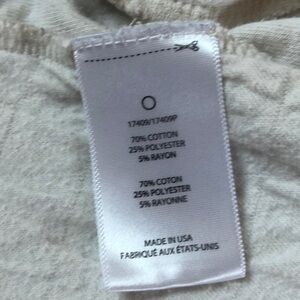 17409/17409P
70% COTTON
25% POLYESTER
5% RAYON
70% COTON
25% POLYESTER
5% RAYONNE
MADE IN USA
FABRIQUÉ AUX ÉTATS-UNIS